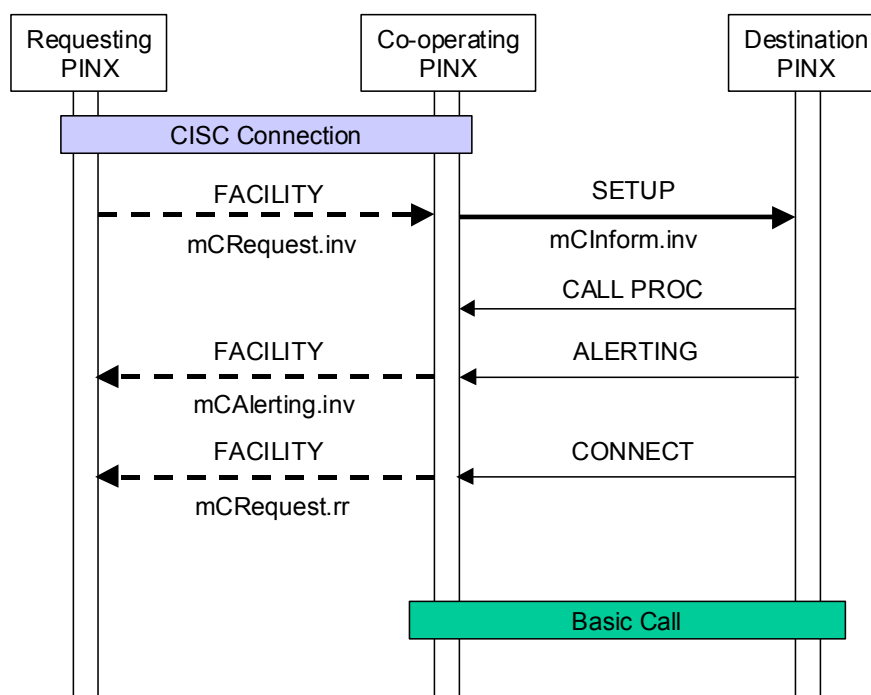 Requesting
PINX
Co-operating
PINX
Destination
PINX
CISC Connection
FACILITY
SETUP
mCRequest.inv
mCInform.inv
CALL PROC
FACILITY
ALERTING
mCAlerting.inv
FACILITY
CONNECT
mCRequest.rr
Basic Call